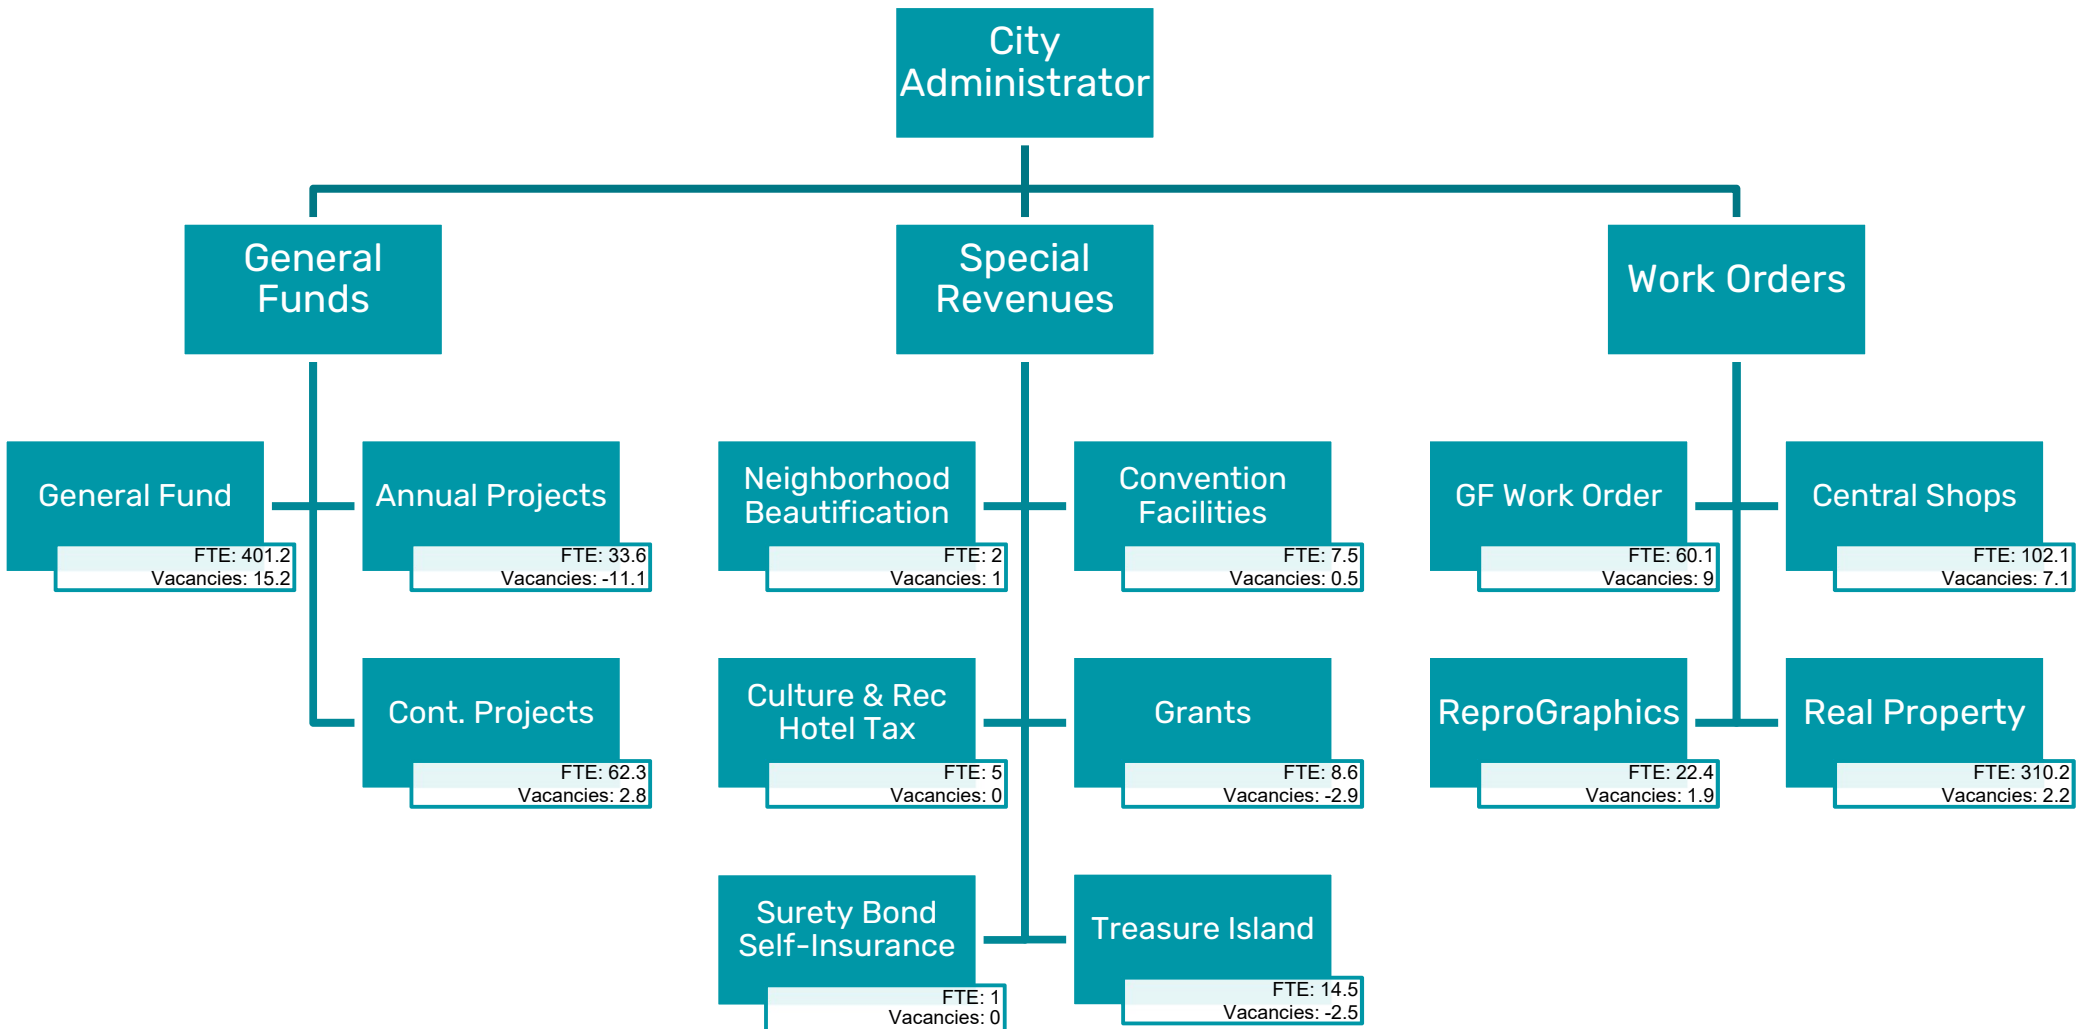 City
Administrator
General
Funds
Special
Revenues
Work Orders
General Fund
FTE: 401.2
Vacancies: 15.2
Annual Projects
FTE: 33.6
Vacancies: -11.1
Cont. Projects
FTE: 62.3
Vacancies: 2.8
Neighborhood
Beautification
FTE: 2
Vacancies: 1
Convention
Facilities
FTE: 7.5
Vacancies: 0.5
Culture & Rec
Hotel Tax
FTE: 5
Vacancies: 0
Grants
FTE: 8.6
Vacancies: -2.9
Surety Bond
Self-Insurance
FTE: 1
Vacancies: 0
Treasure Island
FTE: 14.5
Vacancies: -2.5
GF Work Order
FTE: 60.1
Vacancies: 9
Central Shops
FTE: 102.1
Vacancies: 7.1
ReproGraphics
FTE: 22.4
Vacancies: 1.9
Real Property
FTE: 310.2
Vacancies: 2.2